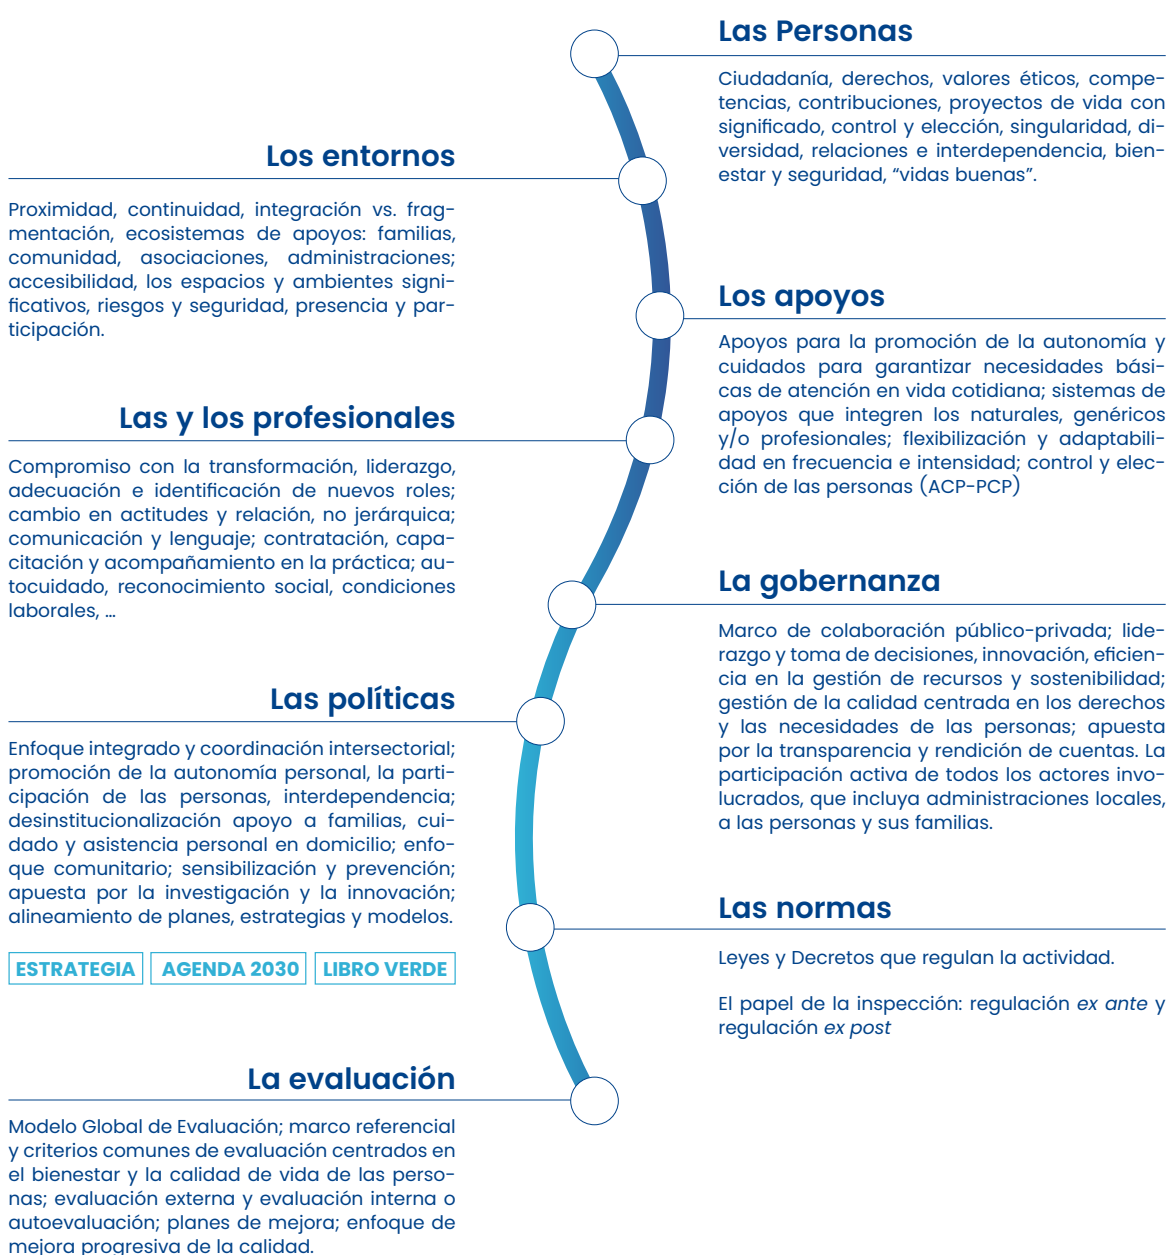 Las Personas
Ciudadanía, derechos, valores éticos, compe-
tencias, contribuciones, proyectos de vida con
significado, control y elección, singularidad, di-
versidad, relaciones e interdependencia, bien-
estar y seguridad, “vidas buenas”.
Los entornos
Proximidad, continuidad, integración vs. frag-
mentación, ecosistemas de apoyos: familias,
comunidad, asociaciones, administraciones;
accesibilidad, los espacios y ambientes signi-
ficativos, riesgos y seguridad, presencia y par-
ticipación.
Los apoyos
Apoyos para la promoción de la autonomía y
cuidados para garantizar necesidades bási-
cas de atención en vida cotidiana; sistemas de
apoyos que integren los naturales, genéricos
y/o profesionales; flexibilización y adaptabili-
dad en frecuencia e intensidad; control y elec-
ción de las personas (ACP-PCP)
Las y los profesionales
Compromiso con la transformación, liderazgo,
adecuación e identificación de nuevos roles;
cambio en actitudes y relación, no jerárquica;
comunicación y lenguaje; contratación, capa-
citación y acompañamiento en la práctica; au-
tocuidado, reconocimiento social, condiciones
laborales, ...
La gobernanza
Marco de colaboración público-privada; lide-
razgo y toma de decisiones, innovación, eficien-
cia en la gestión de recursos y sostenibilidad;
gestión de la calidad centrada en los derechos
y las necesidades de las personas; apuesta
por la transparencia y rendición de cuentas. La
participación activa de todos los actores invo-
lucrados, que incluya administraciones locales,
a las personas y sus familias.
Las políticas
Enfoque integrado y coordinación intersectorial;
promoción de la autonomía personal, la parti-
cipación de las personas, interdependencia;
desinstitucionalización apoyo a familias, cui-
dado y asistencia personal en domicilio; enfo-
que comunitario; sensibilización y prevención;
apuesta por la investigación y la innovación;
alineamiento de planes, estrategias y modelos.
ESTRATEGIA AGENDA 2030 LIBRO VERDE
Las normas
Leyes y Decretos que regulan la actividad.
El papel de la inspección: regulación ex ante y
regulación ex post
La evaluación
Modelo Global de Evaluación; marco referencial
y criterios comunes de evaluación centrados en
el bienestar y la calidad de vida de las perso-
nas; evaluación externa y evaluación interna o
autoevaluación; planes de mejora; enfoque de
mejora progresiva de la calidad.